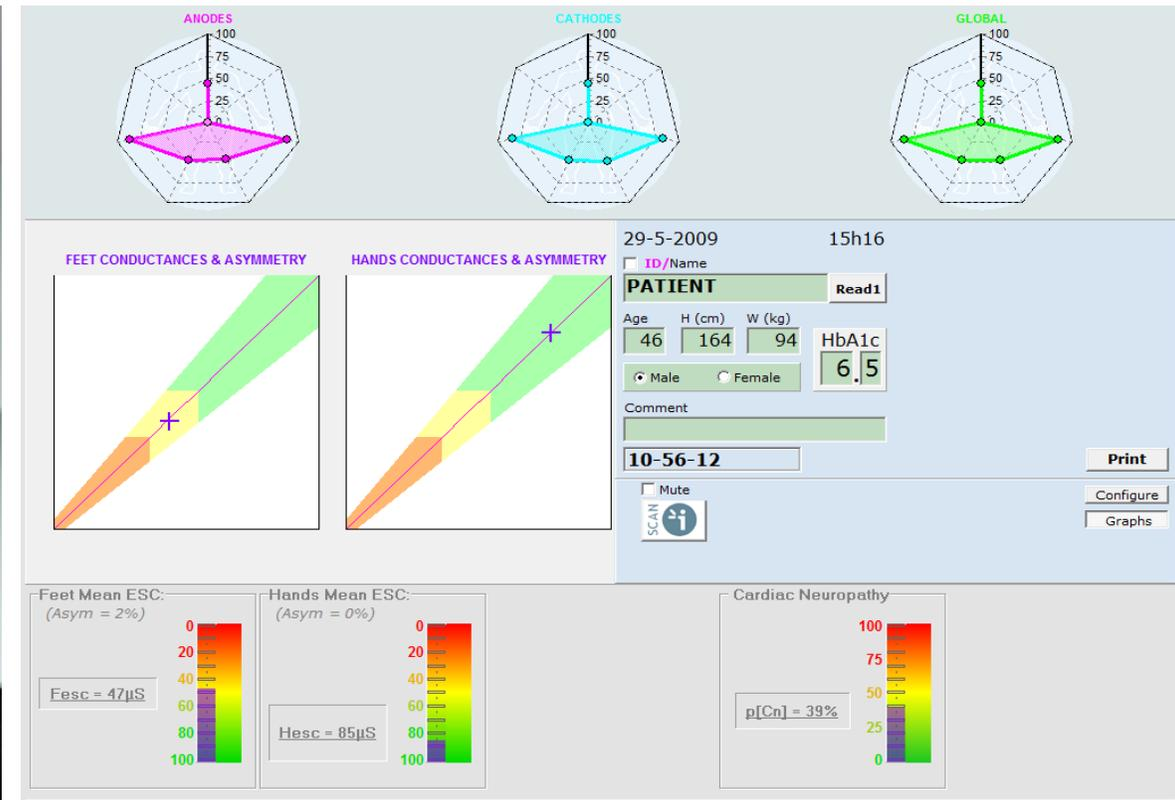 ANODES
100
75
50
25
0
CATHODES
100
75
50
25
0
GLOBAL
100
75
50
25
0
FEET CONDUCTANCES & ASYMMETRY
HANDS CONDUCTANCES & ASYMMETRY
29-5-2009 15h16
ID/Name
PATIENT Read1
Age H (cm) W (kg)
46 164 94
HbA1c
6.5
Male Female
Comment
10-56-12
Print
Mute
SCAN i
Configure
Graphs
Feet Mean ESC:
(Asym = 2%)
0
20
40
60
80
100
Fesc = 47µS
Hands Mean ESC:
(Asym = 0%)
0
20
40
60
80
100
Hesc = 85µS
Cardiac Neuropathy
100
75
50
25
0
p[Cn] = 39%